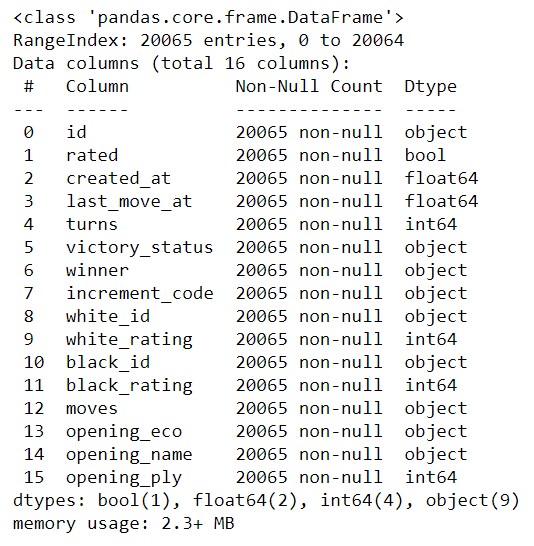 <class 'pandas.core.frame.DataFrame'>
RangeIndex: 20065 entries, 0 to 20064
Data columns (total 16 columns):
 #   Column          Non-Null Count  Dtype
---  ------          --------------  -----
 0   id              20065 non-null  object
 1   rated           20065 non-null  bool
 2   created_at      20065 non-null  float64
 3   last_move_at    20065 non-null  float64
 4   turns           20065 non-null  int64
 5   victory_status  20065 non-null  object
 6   winner          20065 non-null  object
 7   increment_code  20065 non-null  object
 8   white_id        20065 non-null  object
 9   white_rating    20065 non-null  int64
 10  black_id        20065 non-null  object
 11  black_rating    20065 non-null  int64
 12  moves           20065 non-null  object
 13  opening_eco     20065 non-null  object
 14  opening_name    20065 non-null  object
 15  opening_ply     20065 non-null  int64
dtypes: bool(1), float64(2), int64(4), object(9)
memory usage: 2.3+ MB